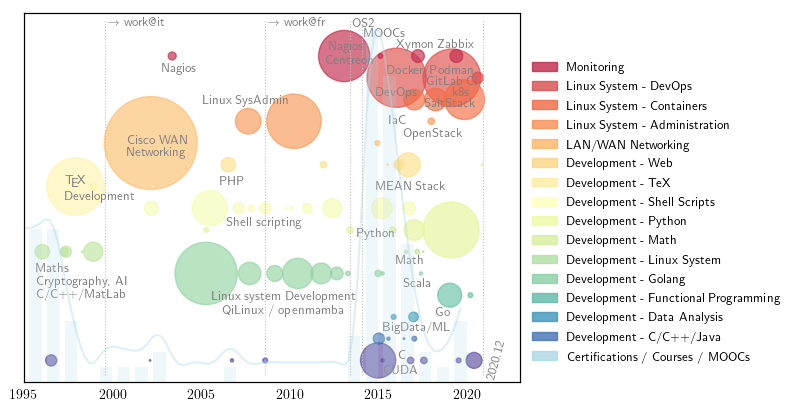 → work@it
→ work@fr
OS2
MOOCs
Nagios
Xymon Zabbix
Nagios
Centreon
Docker
Podman
GitLab CI
DevOps
k8s
SaltStack
Linux SysAdmin
IaC
OpenStack
Cisco WAN
Networking
TEX
Development
PHP
MEAN Stack
Shell scripting
Python
Maths
Cryptography, AI
C/C++/MatLab
Math
Scala
Linux system Development
QiLinux / openmamba
Go
BigData/ML
C
CUDA
2020.12
1995
2000
2005
2010
2015
2020
Monitoring
Linux System - DevOps
Linux System - Containers
Linux System - Administration
LAN/WAN Networking
Development - Web
Development - TeX
Development - Shell Scripts
Development - Python
Development - Math
Development - Linux System
Development - Golang
Development - Functional Programming
Development - Data Analysis
Development - C/C++/Java
Certifications / Courses / MOOCs